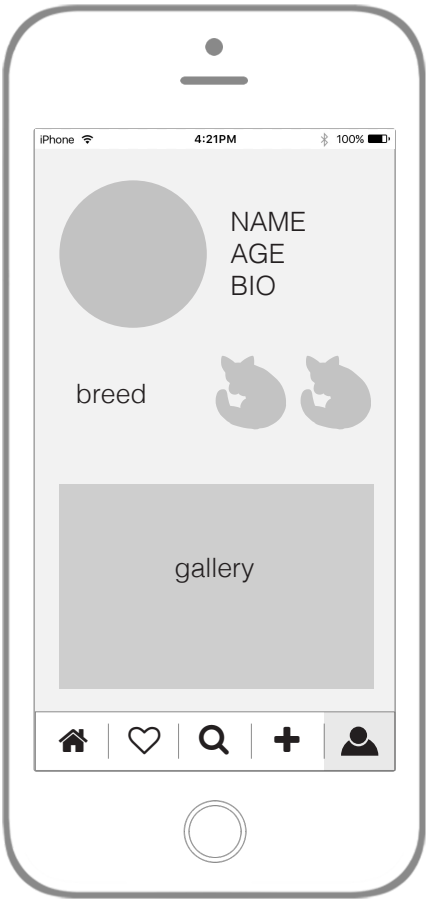 iPhone 4:21PM 100%
NAME
AGE
BIO
breed
gallery